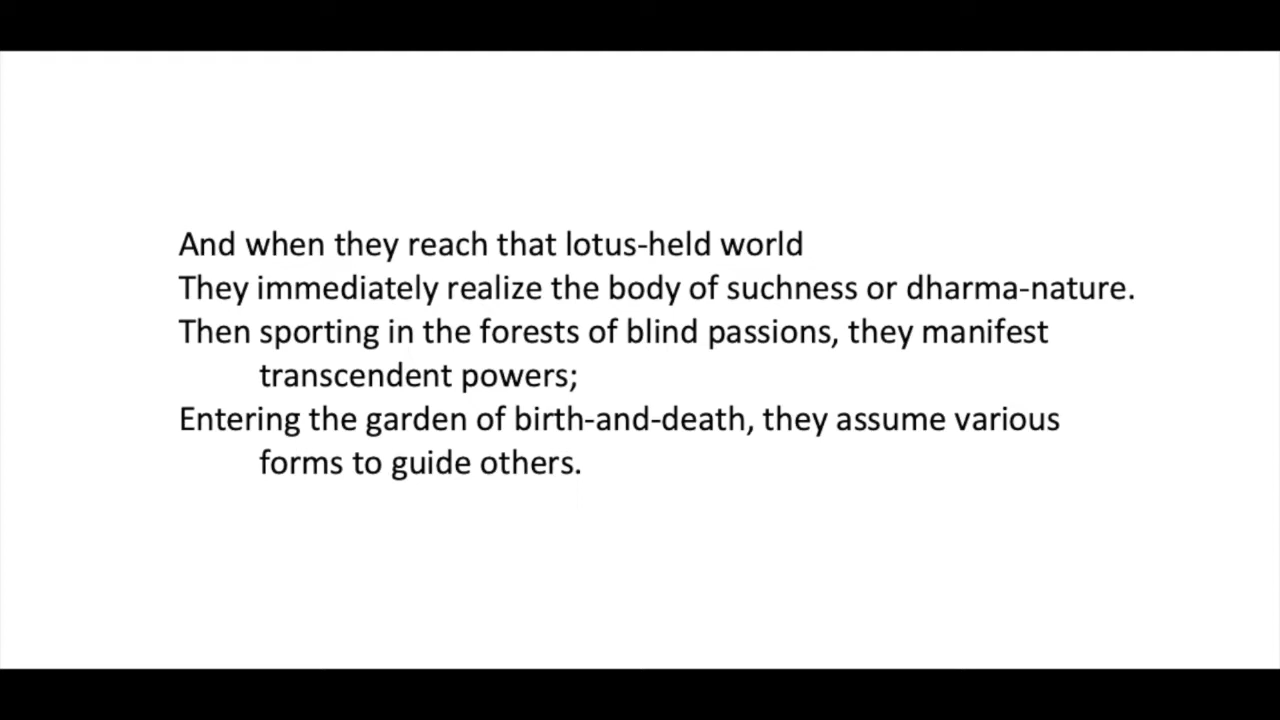 And when they reach that lotus-held world
They immediately realize the body of suchness or dharma-nature.
Then sporting in the forests of blind passions, they manifest
transcendent powers;
Entering the garden of birth-and-death, they assume various
forms to guide others.